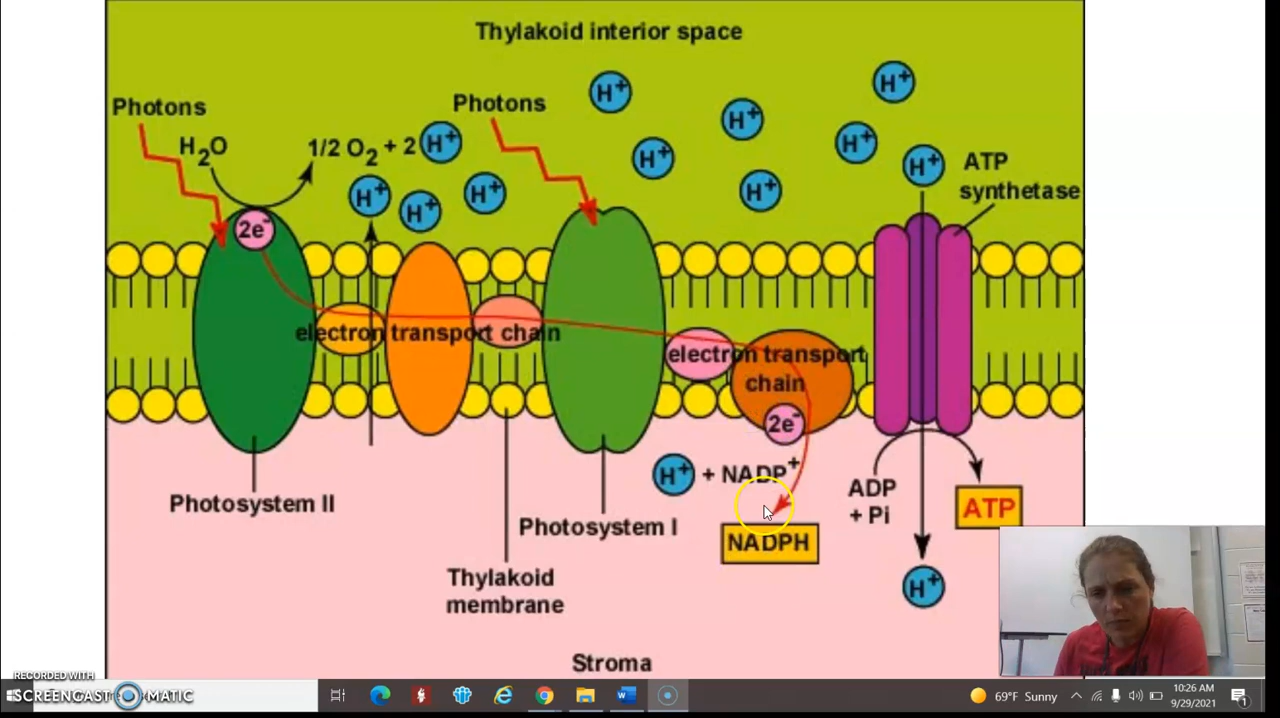 Thylakoid interior space
Photons
Photons
H2O
1/2 O2 + 2 H+
H+
H+
H+
H+
H+
H+
H+
H+
H+
H+
ATP
synthetase
2e-
electron transport chain
electron transport
chain
2e-
H+ + NADP+
NADPH
ADP
+ Pi
ATP
H+
Photosystem II
Photosystem I
Thylakoid
membrane
Stroma
RECORDED WITH
SCREENCAST MATIC
69°F Sunny
10:26 AM
9/29/2021
1